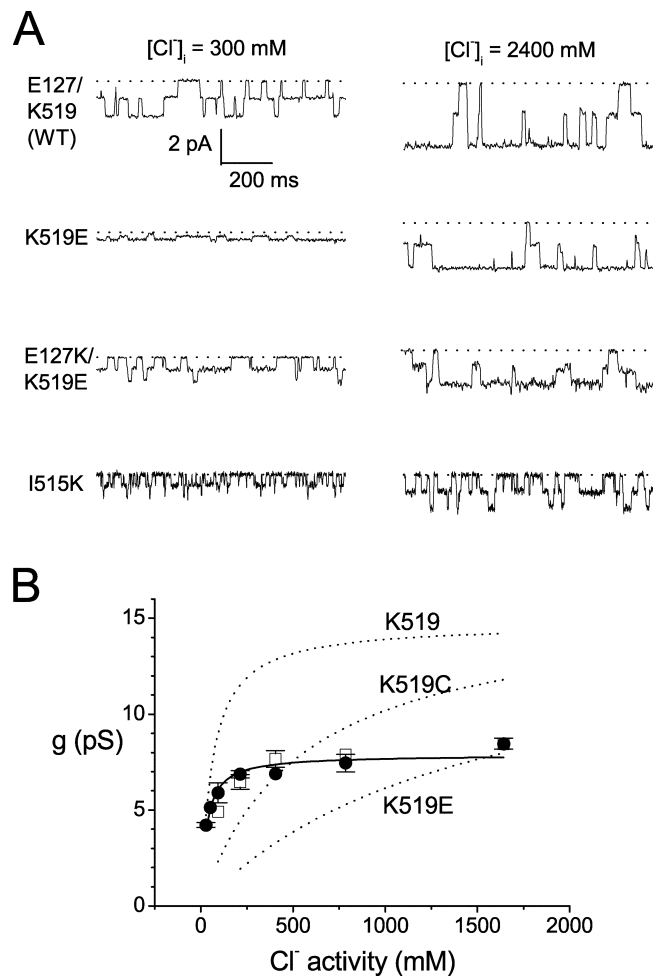 A
[Cl-]i = 300 mM
[Cl-]i = 2400 mM
E127/
K519
(WT)
2 pA
200 ms
K519E
E127K/
K519E
I515K
B
15
10
5
0
g (pS)
K519
K519C
K519E
0
500
1000
1500
2000
Cl- activity (mM)